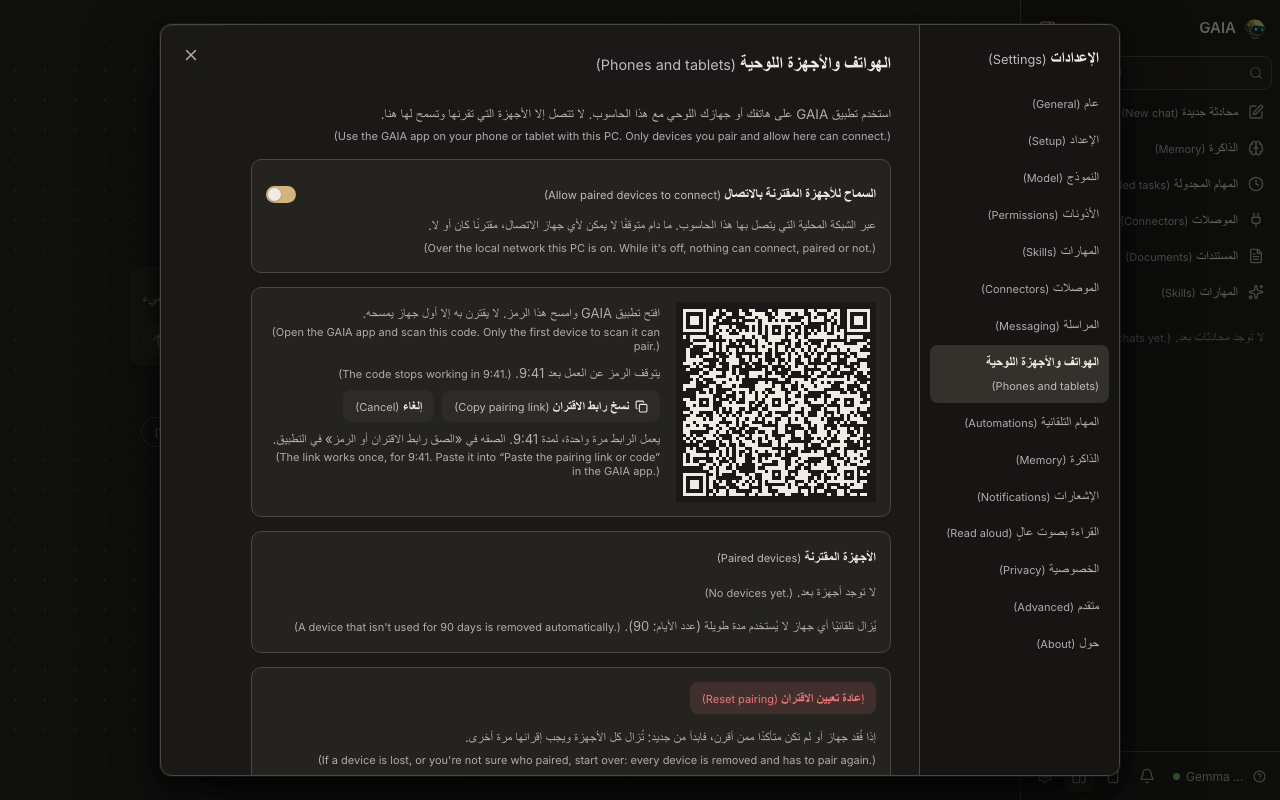 GAIA
محادثة جديدة (New chat)
الذاكرة (Memory)
المهام المجدولة
الموصلات (Connectors)
المستندات (Documents)
المهارات (Skills)
لا توجد محادثات بعد.
Gemma ...
الإعدادات (Settings)
عام (General)
الإعداد (Setup)
النموذج (Model)
الأذونات (Permissions)
المهارات (Skills)
الموصلات (Connectors)
المراسلة (Messaging)
الهواتف والأجهزة اللوحية
(Phones and tablets)
المهام التلقائية (Automations)
الذاكرة (Memory)
الإشعارات (Notifications)
القراءة بصوت عالٍ (Read aloud)
الخصوصية (Privacy)
متقدم (Advanced)
حول (About)
الهواتف والأجهزة اللوحية (Phones and tablets)
استخدم تطبيق GAIA على هاتفك أو جهازك اللوحي مع هذا الحاسوب. لا تتصل إلا الأجهزة التي تقرنها وتسمح لها هنا.
(Use the GAIA app on your phone or tablet with this PC. Only devices you pair and allow here can connect.)
السماح للأجهزة المقترنة بالاتصال (Allow paired devices to connect)
عبر الشبكة المحلية التي يتصل بها هذا الحاسوب. ما دام متوقفًا لا يمكن لأي جهاز الاتصال، مقترنًا كان أو لا.
(Over the local network this PC is on. While it's off, nothing can connect, paired or not.)
افتح تطبيق GAIA وامسح هذا الرمز. لا يقترن به إلا أول جهاز يمسحه.
(Open the GAIA app and scan this code. Only the first device to scan it can
pair.)
يتوقف الرمز عن العمل بعد 9:41. (The code stops working in 9:41.)
نسخ رابط الاقتران (Copy pairing link)
إلغاء (Cancel)
يعمل الرابط مرة واحدة، لمدة 9:41. الصقه في «الصق رابط الاقتران أو الرمز» في التطبيق.
(The link works once, for 9:41. Paste it into “Paste the pairing link or code”
in the GAIA app.)
الأجهزة المقترنة (Paired devices)
لا توجد أجهزة بعد. (No devices yet.)
يُزال تلقائيًا أي جهاز لا يُستخدم مدة طويلة (عدد الأيام: 90). (A device that isn't used for 90 days is removed automatically.)
إعادة تعيين الاقتران (Reset pairing)
إذا فُقد جهاز أو لم تكن متأكدًا ممن أقرن، فابدأ من جديد: تُزال كل الأجهزة ويجب إقرانها مرة أخرى.
(If a device is lost, or you're not sure who paired, start over: every device is removed and has to pair again.)